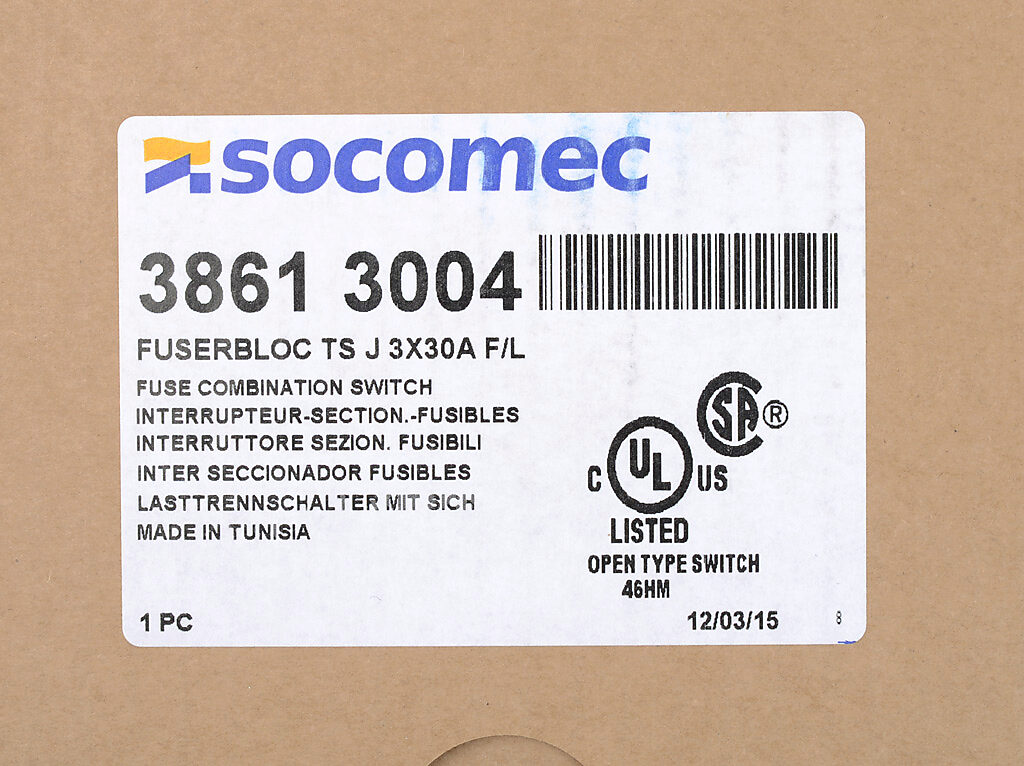 socomec
3861 3004
FUSERBLOC TS J 3X30A F/L
FUSE COMBINATION SWITCH
INTERRUPTEUR-SECTION.-FUSIBLES
INTERRUTTORE SEZION. FUSIBILI
INTER SECCIONADOR FUSIBLES
LASTTRENNSCHALTER MIT SICH
MADE IN TUNISIA
SA ®
C UL US
LISTED
OPEN TYPE SWITCH
46HM
1 PC
12/03/15
8